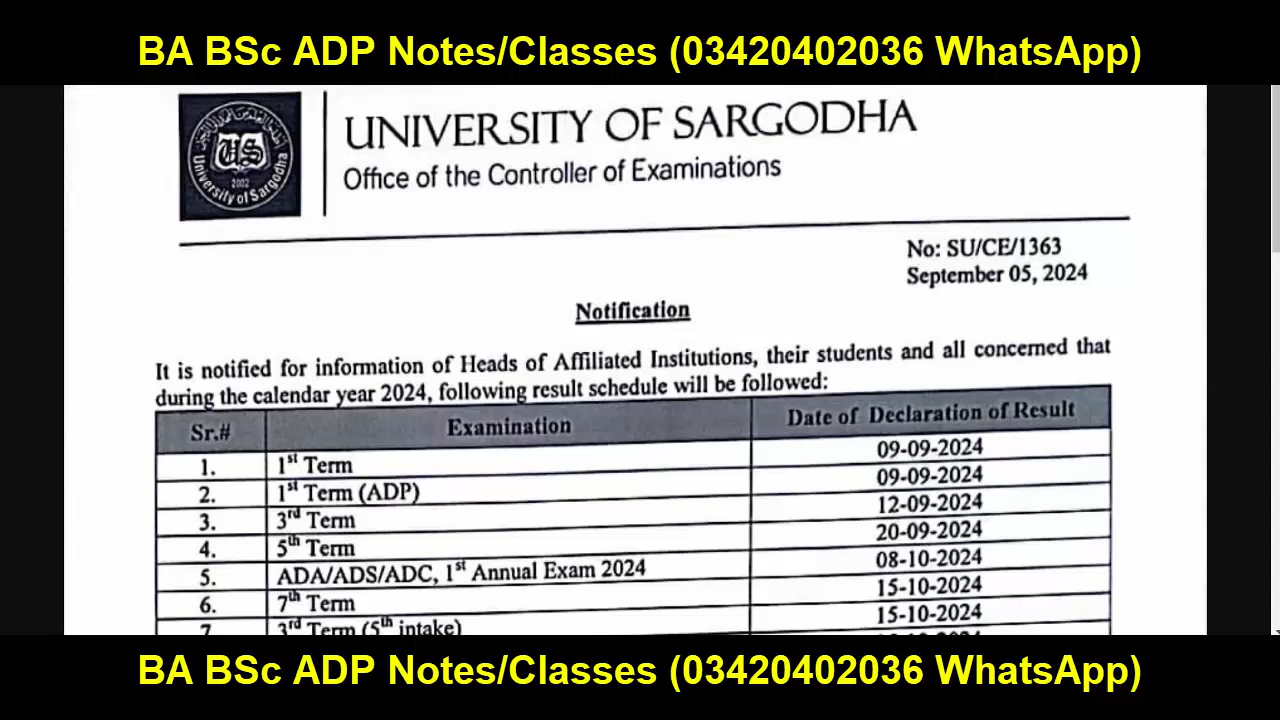 BA BSc ADP Notes/Classes (03420402036 WhatsApp)
US
2002
University of Sargodha
UNIVERSITY OF SARGODHA
Office of the Controller of Examinations
No: SU/CE/1363
September 05, 2024
Notification
It is notified for information of Heads of Affiliated Institutions, their students and all concerned that
during the calendar year 2024, following result schedule will be followed:
Sr.# Examination Date of Declaration of Result
1. 1st Term 09-09-2024
2. 1st Term (ADP) 09-09-2024
3. 3rd Term 12-09-2024
4. 5th Term 20-09-2024
5. ADA/ADS/ADC, 1st Annual Exam 2024 08-10-2024
6. 7th Term 15-10-2024
7. 3rd Term (5th intake) 15-10-2024
BA BSc ADP Notes/Classes (03420402036 WhatsApp)